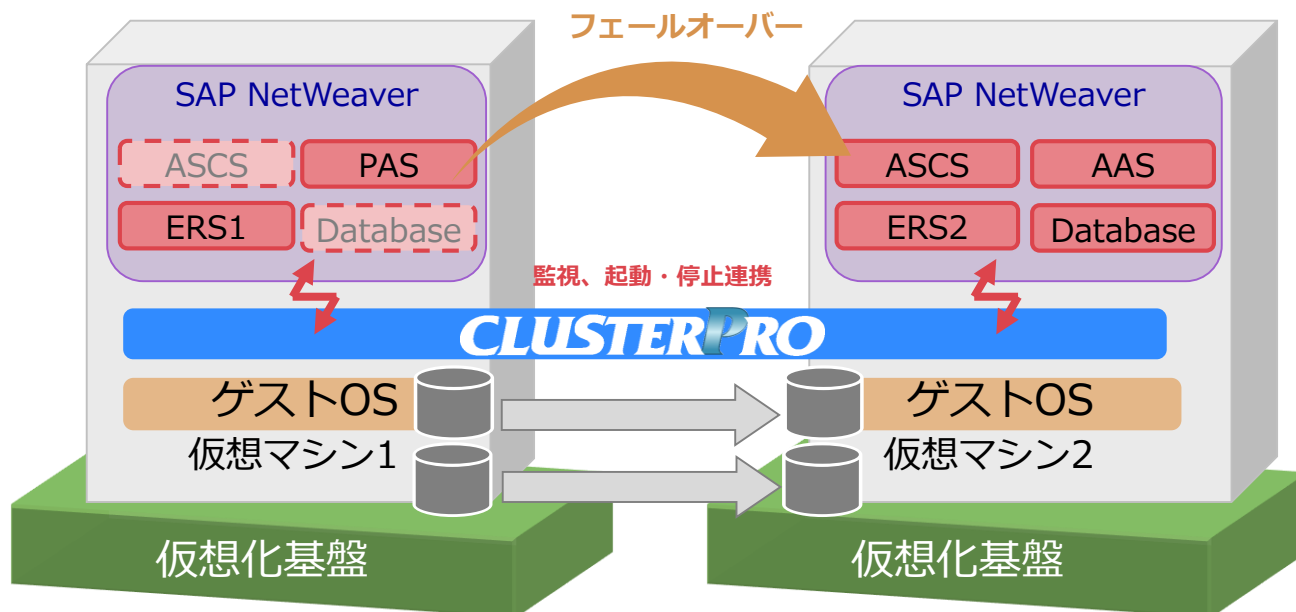 フェールオーバー
SAP NetWeaver
ASCS
PAS
ERS1
Database
SAP NetWeaver
ASCS
AAS
ERS2
Database
監視、起動・停止連携
CLUSTERPRO
ゲストOS
仮想マシン1
仮想化基盤
ゲストOS
仮想マシン2
仮想化基盤